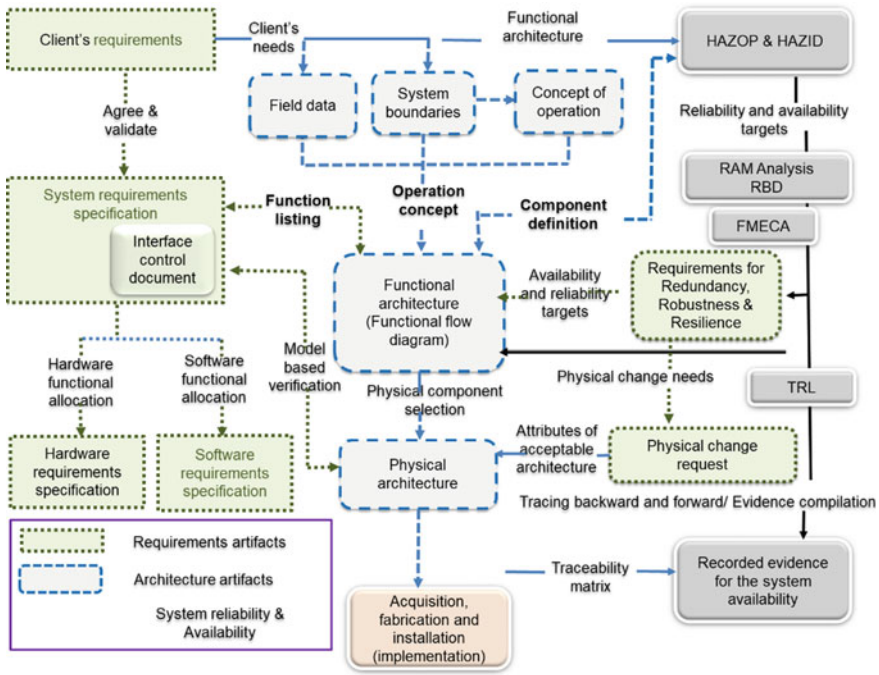 Client's requirements
Client's
needs
Functional
architecture
HAZOP & HAZID
Field data
System
boundaries
Concept of
operation
Agree &
validate
Reliability and availability
targets
RAM Analysis
RBD
System requirements
specification
Function
listing
Operation
concept
Component
definition
FMECA
Interface
control
document
Functional
architecture
(Functional flow
diagram)
Availability
and reliability
targets
Requirements for
Redundancy,
Robustness &
Resilience
Hardware
functional
allocation
Software
functional
allocation
Model
based
verification
Physical component
selection
Physical change needs
TRL
Hardware
requirements
specification
Software
requirements
specification
Physical
architecture
Attributes of
acceptable
architecture
Physical change
request
Tracing backward and forward/ Evidence compilation
Requirements artifacts
Architecture artifacts
System reliability &
Availability
Acquisition,
fabrication and
installation
(implementation)
Traceability
matrix
Recorded evidence
for the system
availability